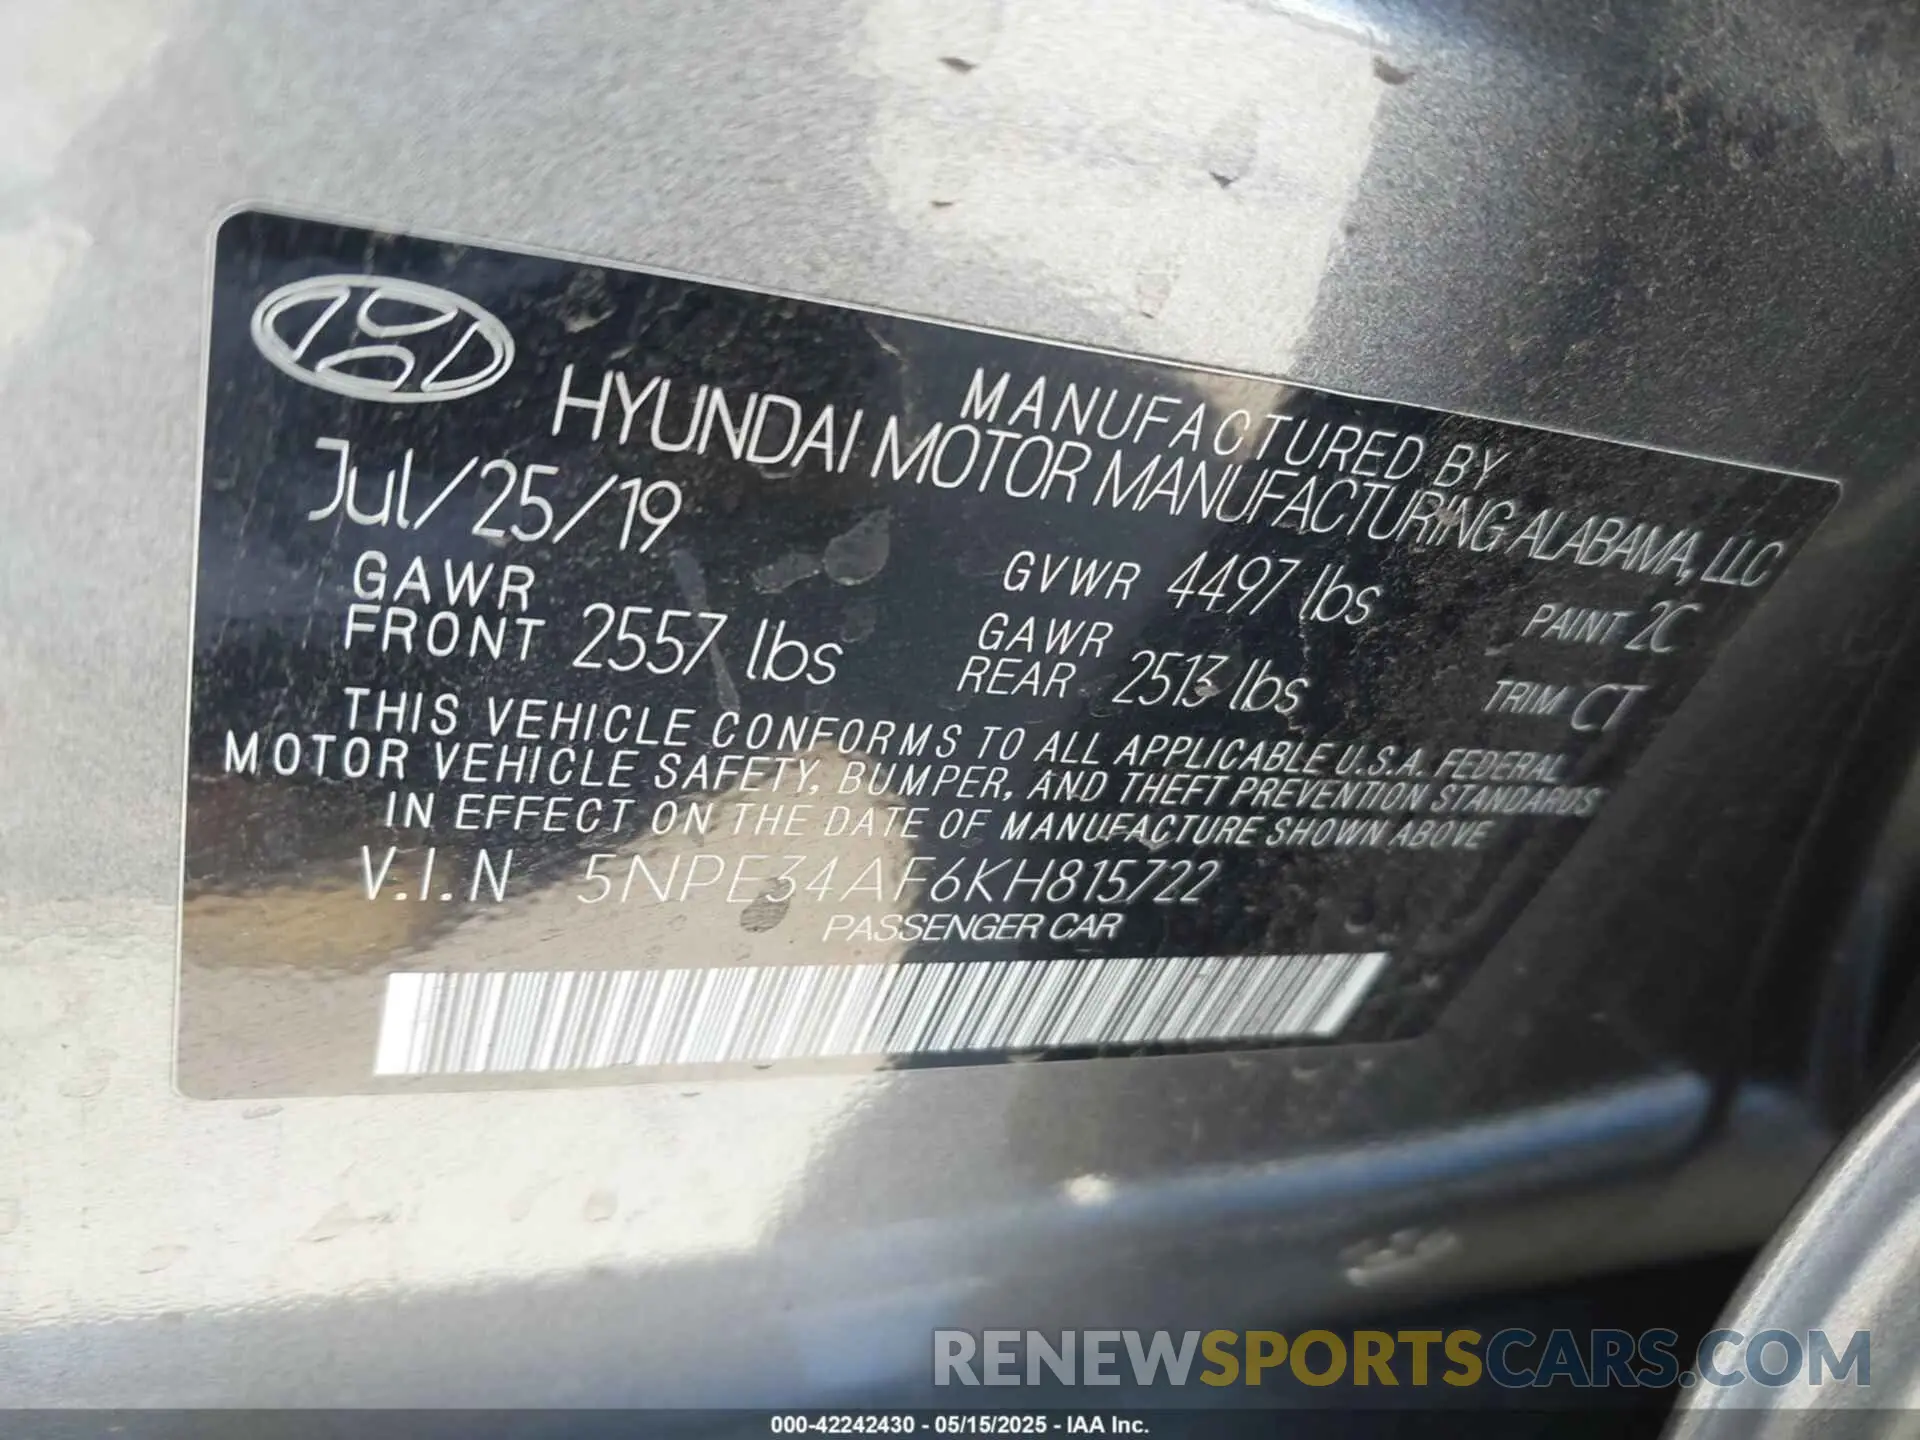 MANUFACTURED BY
HYUNDAI MOTOR MANUFACTURING ALABAMA, LLC
Jul/25/19
GVWR 4497 lbs
PAINT 2C
GAWR
FRONT 2557 lbs
GAWR
REAR 2513 lbs
TRIM CT
THIS VEHICLE CONFORMS TO ALL APPLICABLE U.S.A. FEDERAL
MOTOR VEHICLE SAFETY, BUMPER, AND THEFT PREVENTION STANDARDS
IN EFFECT ON THE DATE OF MANUFACTURE SHOWN ABOVE
V.I.N 5NPE34AF6KH815722
PASSENGER CAR
RENEWSPORTSCARS.COM
000-42242430 - 05/15/2025 - IAA Inc.